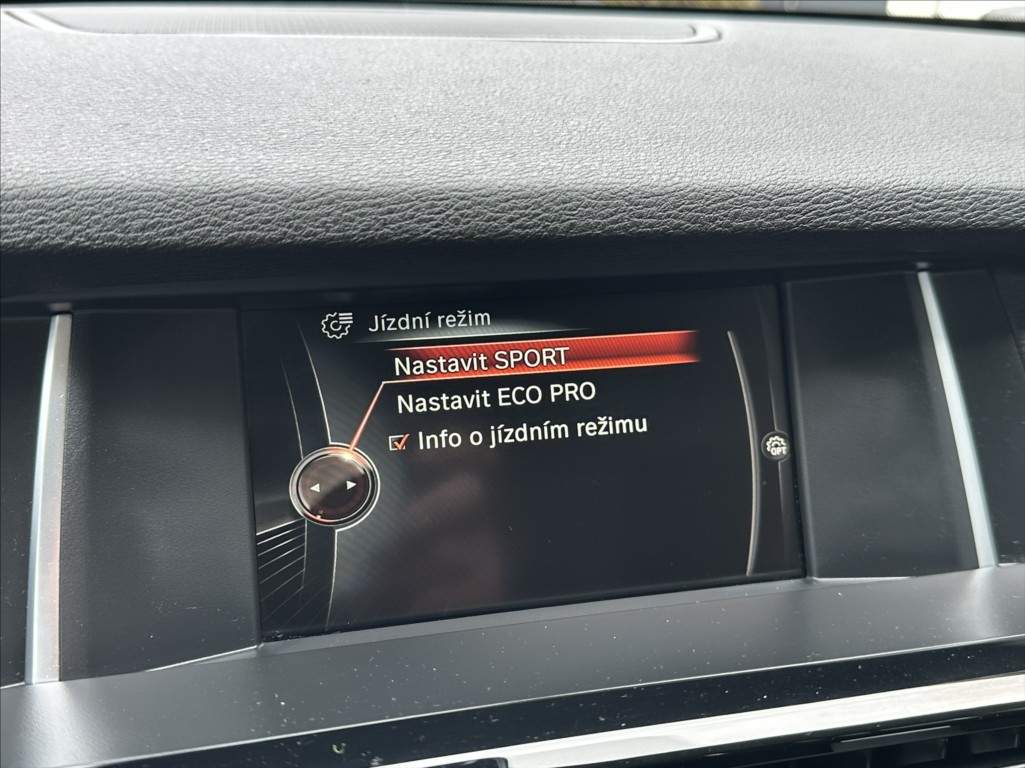 Jízdní režim
Nastavit SPORT
Nastavit ECO PRO
Info o jízdním režimu
OPT